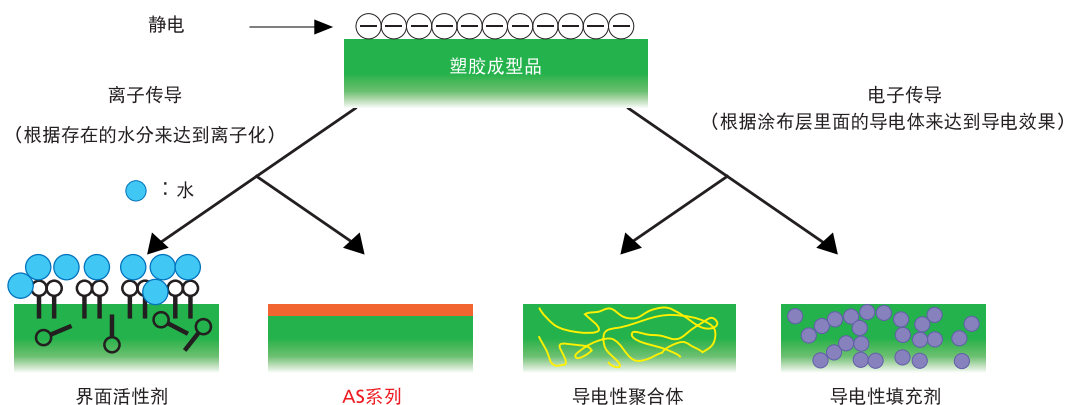 静电
塑胶成型品
离子传导
（根据存在的水分来达到离子化）
：水
电子传导
（根据涂布层里面的导电体来达到导电效果）
界面活性剂
AS系列
导电性聚合体
导电性填充剂